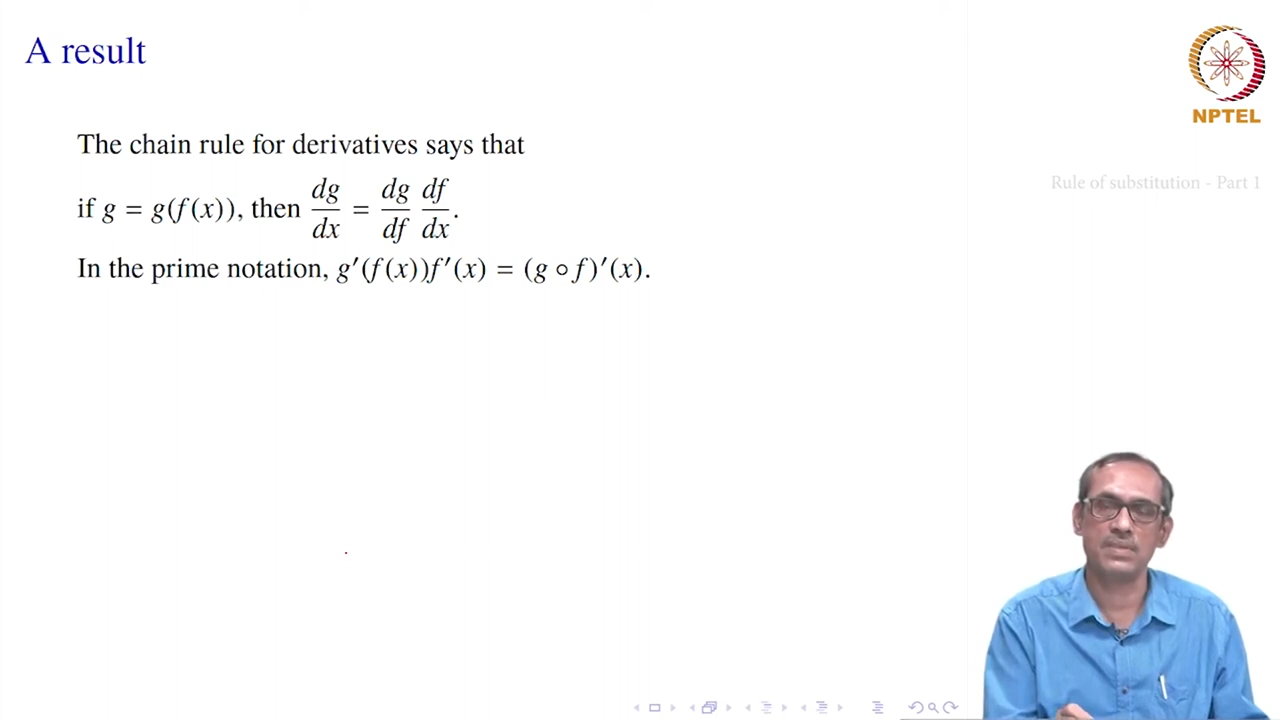 A result
NPTEL
The chain rule for derivatives says that
Rule of substitution - Part 1
if g = g(f(x)), then dg/dx = dg/df df/dx.
In the prime notation, g′(f(x))f′(x) = (g ∘ f)′(x).